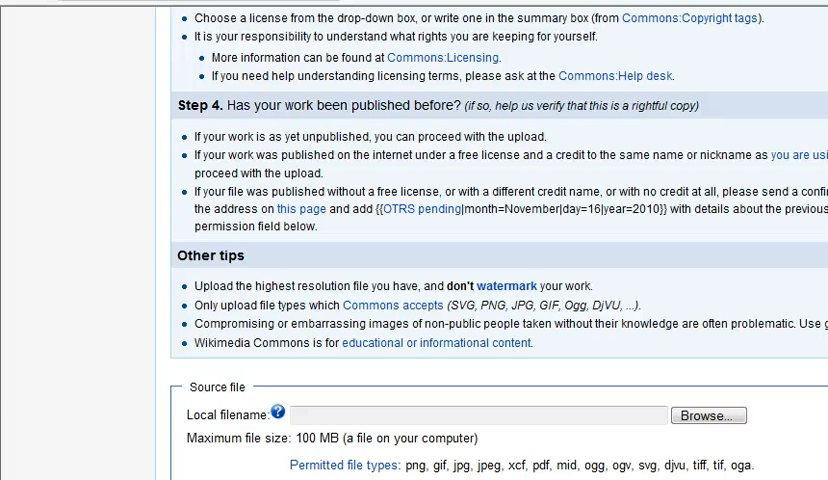 Choose a license from the drop-down box, or write one in the summary box (from Commons:Copyright tags).
It is your responsibility to understand what rights you are keeping for yourself.
More information can be found at Commons:Licensing.
If you need help understanding licensing terms, please ask at the Commons:Help desk.
Step 4. Has your work been published before? (if so, help us verify that this is a rightful copy)
If your work is as yet unpublished, you can proceed with the upload.
If your work was published on the internet under a free license and a credit to the same name or nickname as you are
proceed with the upload.
If your file was published without a free license, or with a different credit name, or with no credit at all, please send a
the address on this page and add {{OTRS pending|month=November|day=16|year=2010}} with details about the
permission field below.
Other tips
Upload the highest resolution file you have, and don't watermark your work.
Only upload file types which Commons accepts (SVG, PNG, JPG, GIF, Ogg, DjVU, ...).
Compromising or embarrassing images of non-public people taken without their knowledge are often problematic. Use
Wikimedia Commons is for educational or informational content.
Source file
Local filename: ? Browse...
Maximum file size: 100 MB (a file on your computer)
Permitted file types: png, gif, jpg, jpeg, xcf, pdf, mid, ogg, ogv, svg, djvu, tiff, tif, oga.